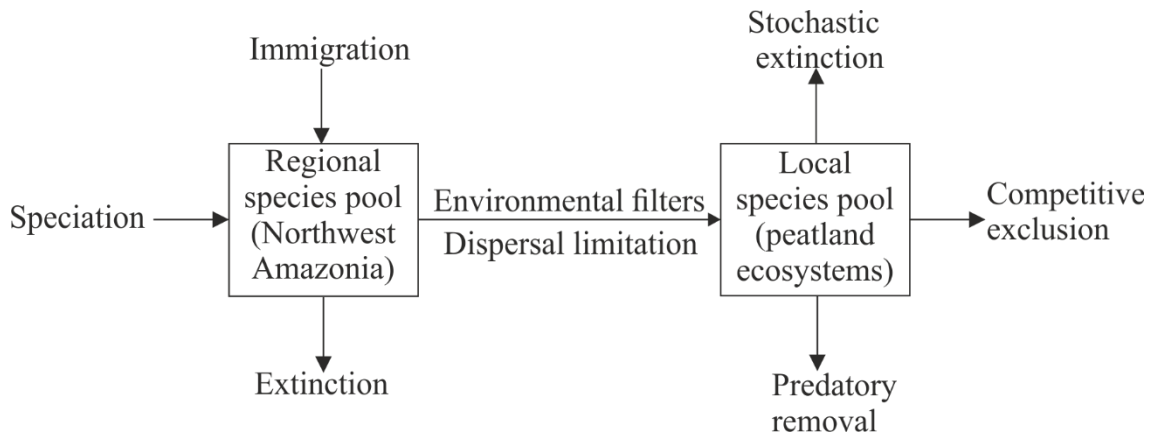 Stochastic
extinction
Immigration
Regional
species pool
(Northwest
Amazonia)
Speciation
Environmental filters
Dispersal limitation
Local
species pool
(peatland
ecosystems)
Competitive
exclusion
Extinction
Predatory
removal